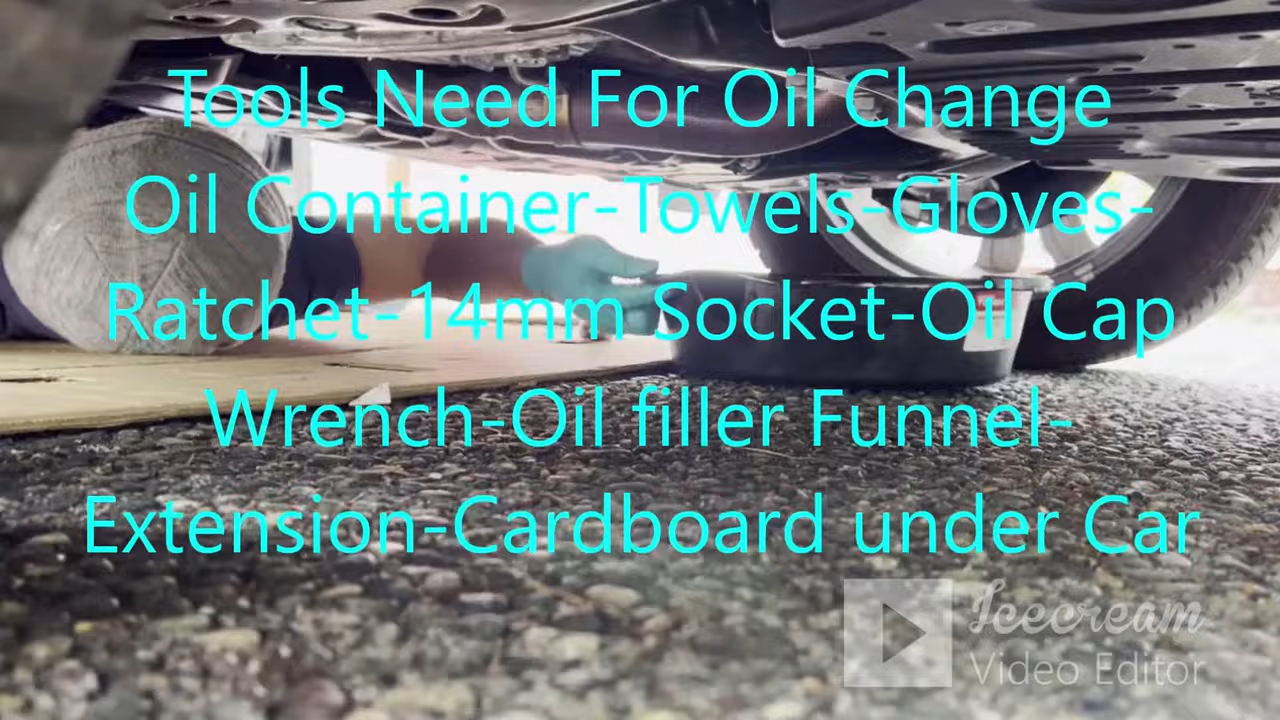 Tools Need For Oil Change
Oil Container-Towels-Gloves-
Ratchet-14mm Socket-Oil Cap
Wrench-Oil filler Funnel-
Extension-Cardboard under Car
Icecream
Video Editor